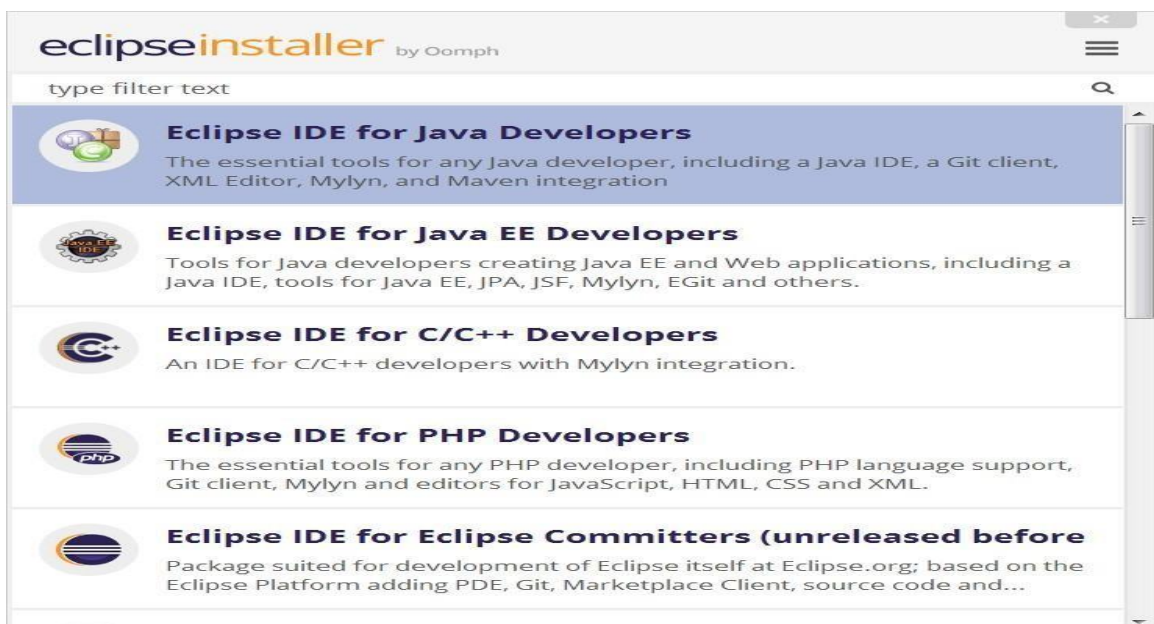 eclipseinstaller by Oomph
type filter text
Eclipse IDE for Java Developers
The essential tools for any Java developer, including a Java IDE, a Git client,
XML Editor, Mylyn, and Maven integration
Java EE
IDE
Eclipse IDE for Java EE Developers
Tools for Java developers creating Java EE and Web applications, including a
Java IDE, tools for Java EE, JPA, JSF, Mylyn, EGit and others.
C++
Eclipse IDE for C/C++ Developers
An IDE for C/C++ developers with Mylyn integration.
php
Eclipse IDE for PHP Developers
The essential tools for any PHP developer, including PHP language support,
Git client, Mylyn and editors for JavaScript, HTML, CSS and XML.
Eclipse IDE for Eclipse Committers (unreleased before
Package suited for development of Eclipse itself at Eclipse.org; based on the
Eclipse Platform adding PDE, Git, Marketplace Client, source code and...